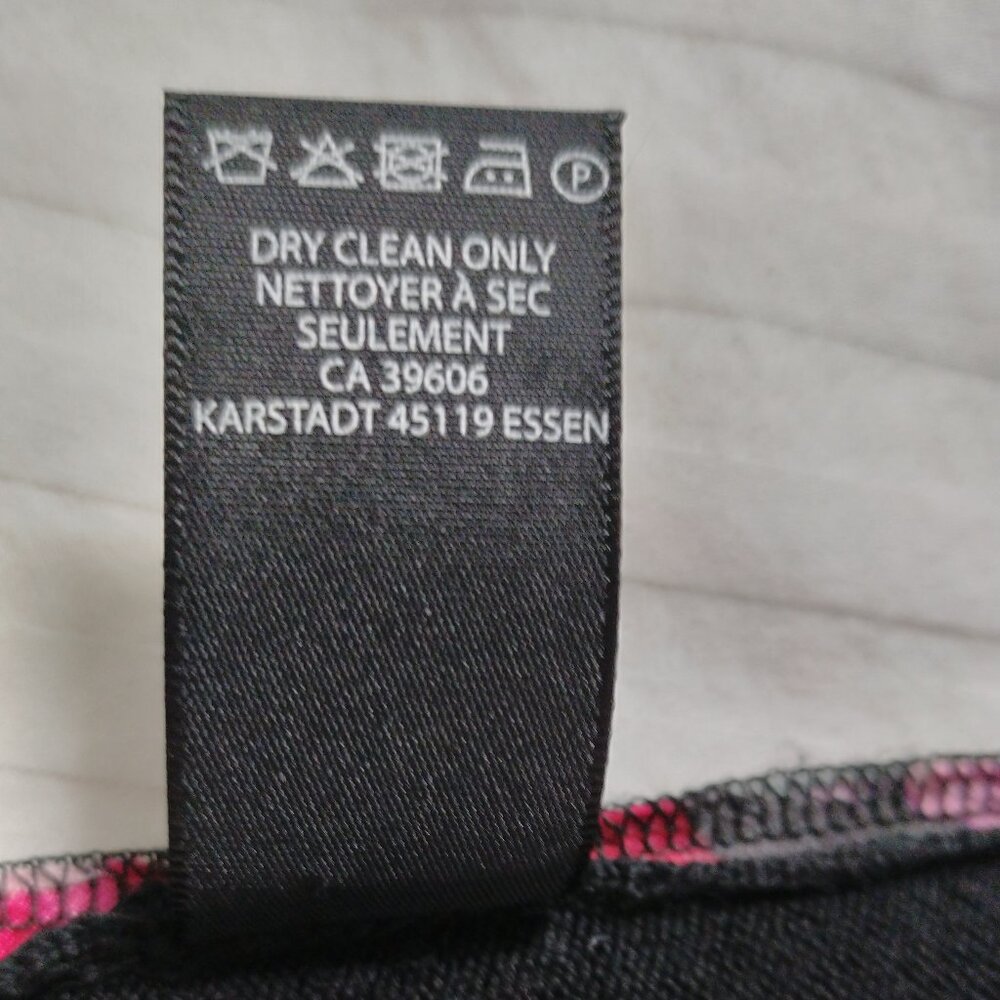 P
DRY CLEAN ONLY
NETTOYER À SEC
SEULEMENT
CA 39606
KARSTADT 45119 ESSEN